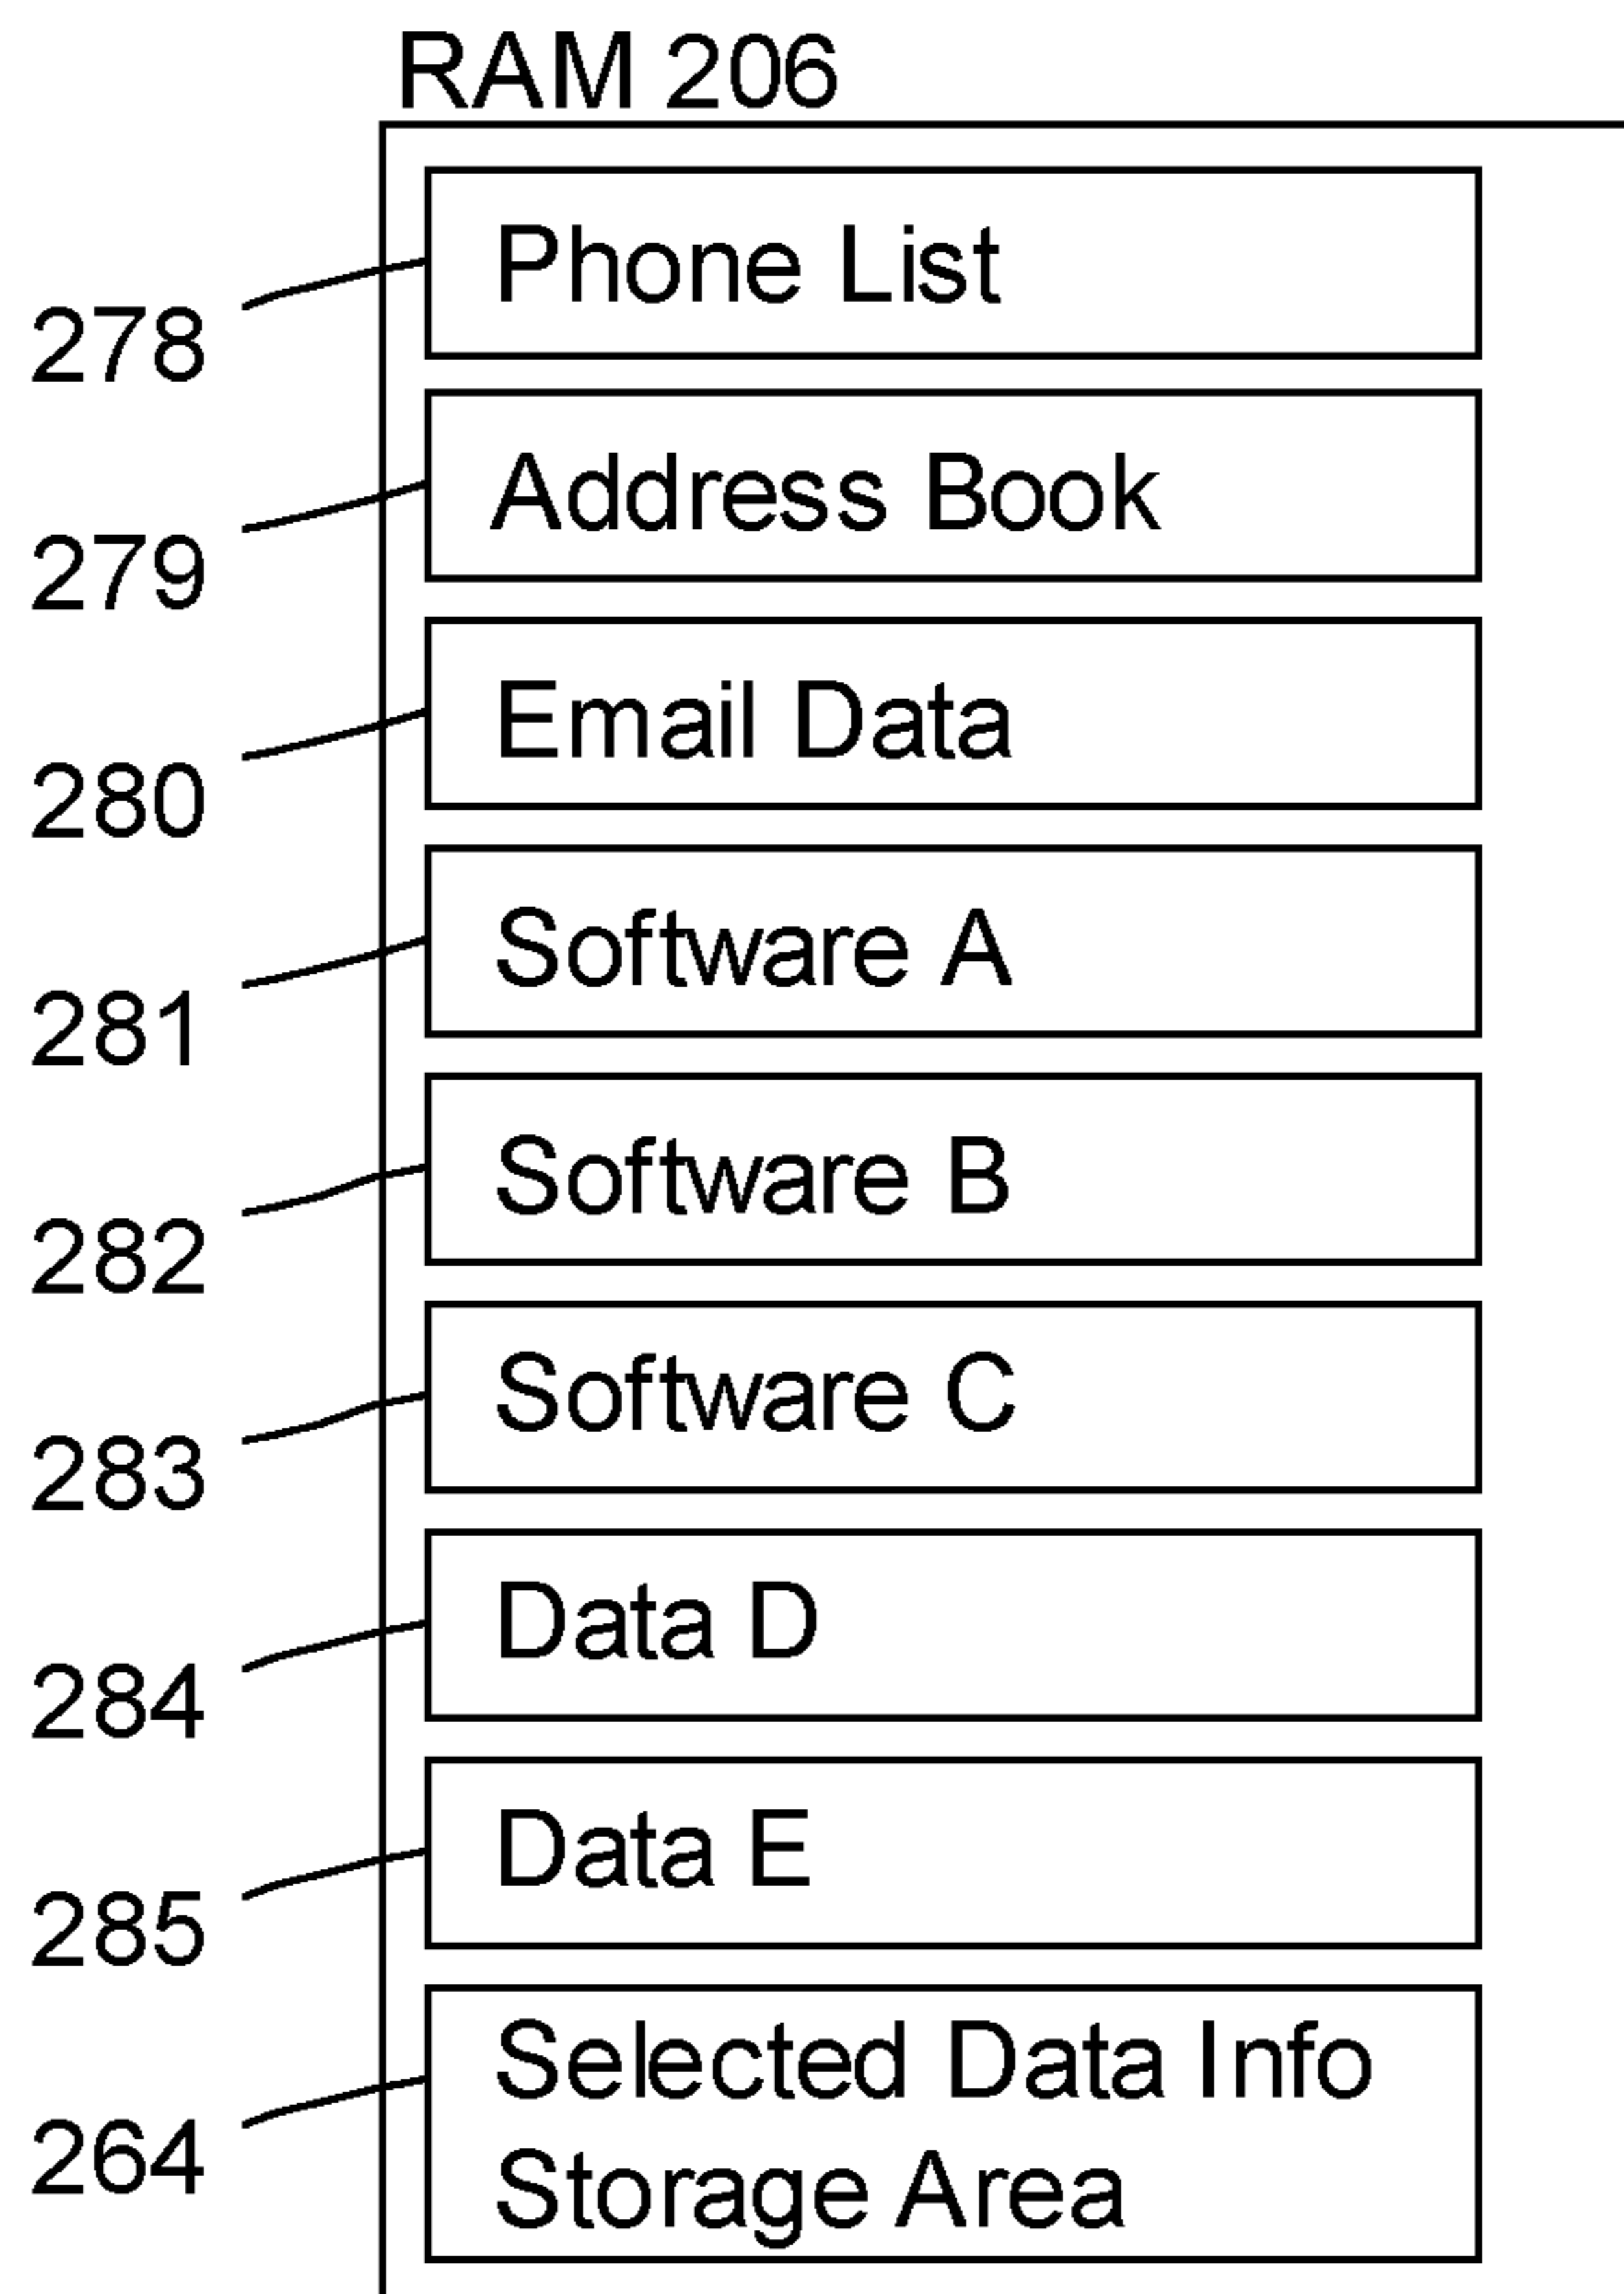 RAM 206
Phone List
278
Address Book
279
Email Data
280
Software A
281
Software B
282
Software C
283
Data D
284
Data E
285
Selected Data Info
Storage Area
264